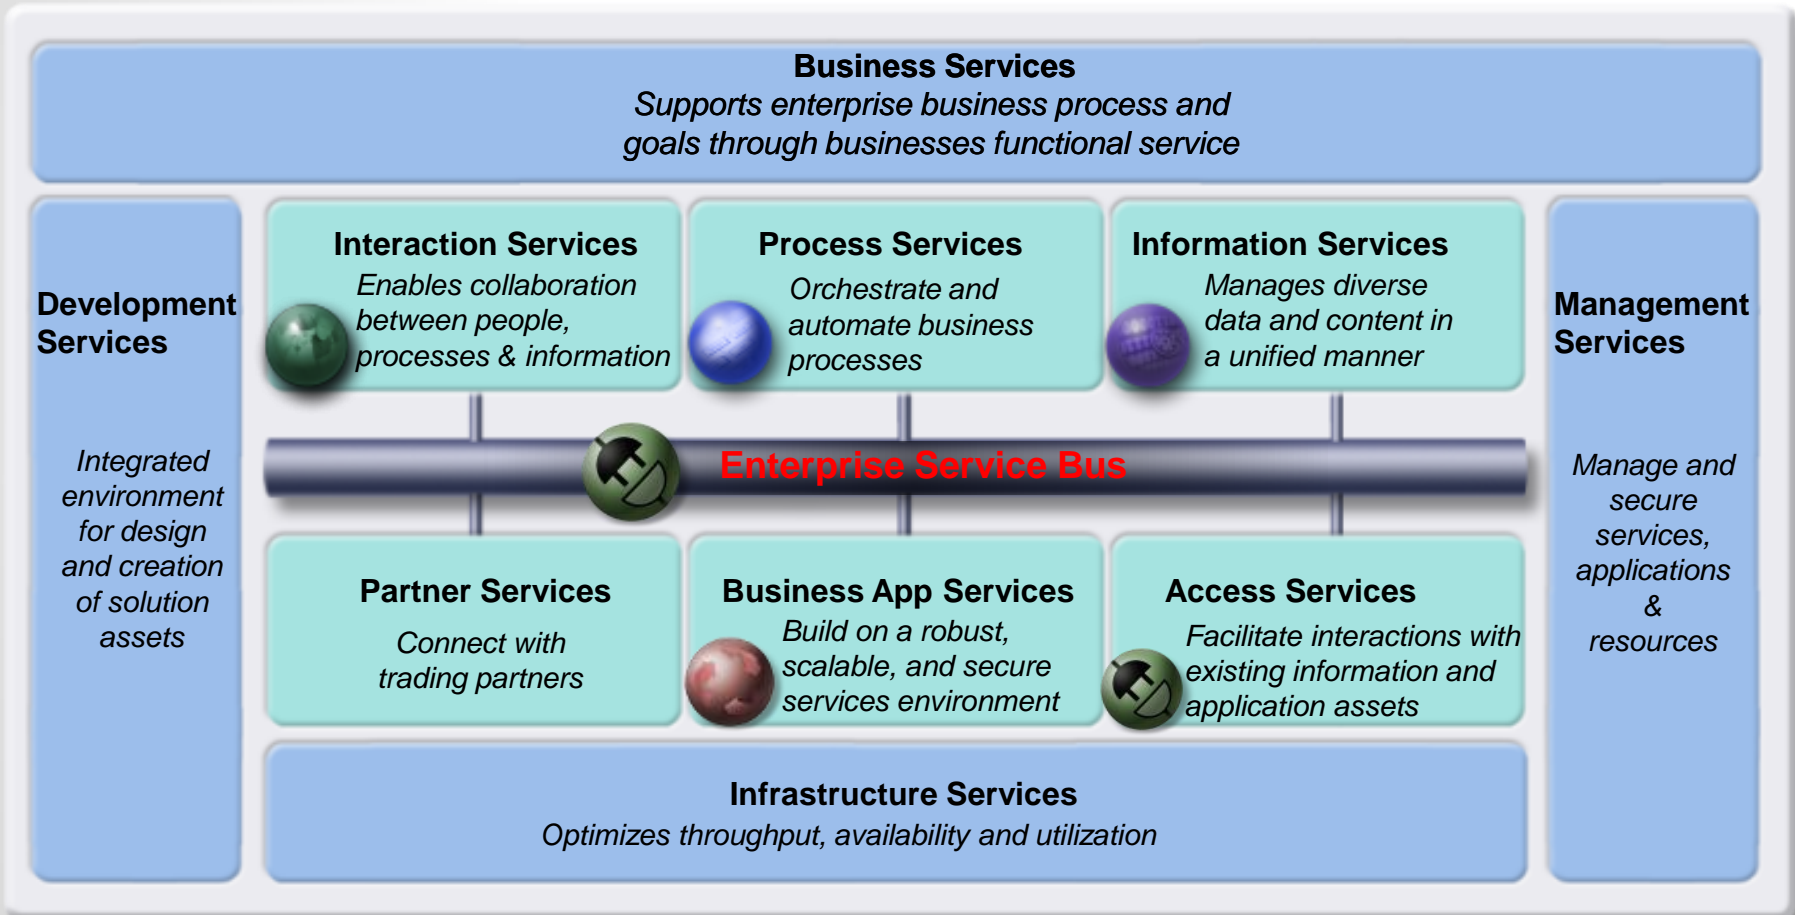 Business Services
Supports enterprise business process and
goals through businesses functional service
Development
Services
Integrated
environment
for design
and creation
of solution
assets
Interaction Services
Enables collaboration
between people,
processes & information
Process Services
Orchestrate and
automate business
processes
Information Services
Manages diverse
data and content in
a unified manner
Management
Services
Manage and
secure
services,
applications
&
resources
Enterprise Service Bus
Partner Services
Connect with
trading partners
Business App Services
Build on a robust,
scalable, and secure
services environment
Access Services
Facilitate interactions with
existing information and
application assets
Infrastructure Services
Optimizes throughput, availability and utilization